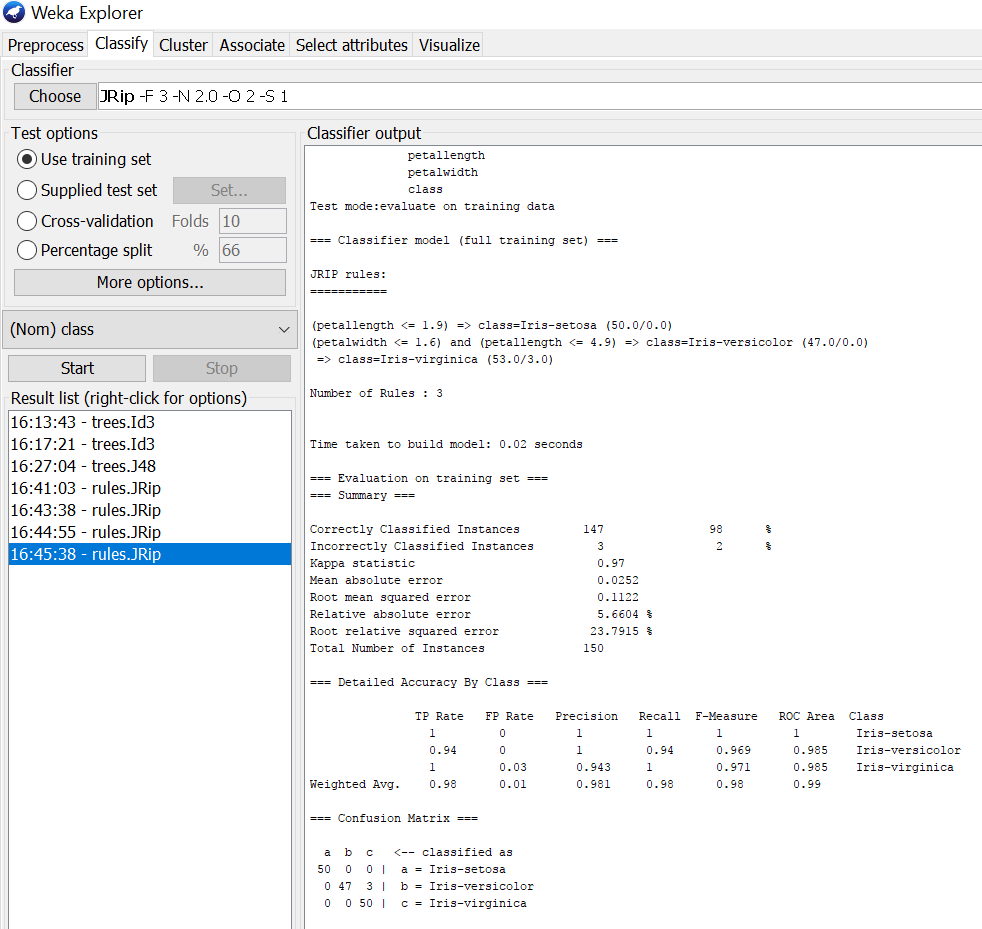 Weka Explorer
Preprocess Classify Cluster Associate Select attributes Visualize
Classifier
Choose JRip -F 3 -N 2.0 -O 2 -S 1
Test options
Use training set
Supplied test set Set...
Cross-validation Folds 10
Percentage split % 66
More options...
(Nom) class
Start Stop
Result list (right-click for options)
16:13:43 - trees.Id3
16:17:21 - trees.Id3
16:27:04 - trees.J48
16:41:03 - rules.JRip
16:43:38 - rules.JRip
16:44:55 - rules.JRip
16:45:38 - rules.JRip
Classifier output
petallength
petalwidth
class
Test mode:evaluate on training data
=== Classifier model (full training set) ===
JRIP rules:
===========
(petallength <= 1.9) => class=Iris-setosa (50.0/0.0)
(petalwidth <= 1.6) and (petallength <= 4.9) => class=Iris-versicolor (47.0/0.0)
=> class=Iris-virginica (53.0/3.0)
Number of Rules : 3
Time taken to build model: 0.02 seconds
=== Evaluation on training set ===
=== Summary ===
Correctly Classified Instances 147 98 %
Incorrectly Classified Instances 3 2 %
Kappa statistic 0.97
Mean absolute error 0.0252
Root mean squared error 0.1122
Relative absolute error 5.6604 %
Root relative squared error 23.7915 %
Total Number of Instances 150
=== Detailed Accuracy By Class ===
TP Rate FP Rate Precision Recall F-Measure ROC Area Class
1 0 1 1 1 1 Iris-setosa
0.94 0 1 0.94 0.969 0.985 Iris-versicolor
1 0.03 0.943 1 0.971 0.985 Iris-virginica
Weighted Avg. 0.98 0.01 0.981 0.98 0.98 0.99
=== Confusion Matrix ===
a b c <-- classified as
50 0 0 | a = Iris-setosa
0 47 3 | b = Iris-versicolor
0 0 50 | c = Iris-virginica